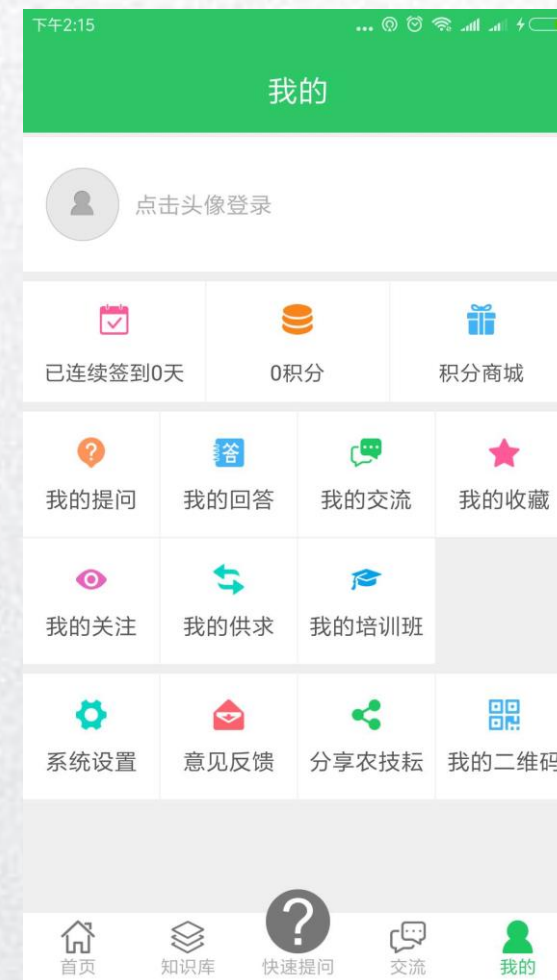 下午2:15
我的
点击头像登录
已连续签到0天 0积分 积分商城
答
我的提问 我的回答 我的交流 我的收藏
我的关注 我的供求 我的培训班
系统设置 意见反馈 分享农技耘 我的二维码
?
首页 知识库 快速提问 交流 我的